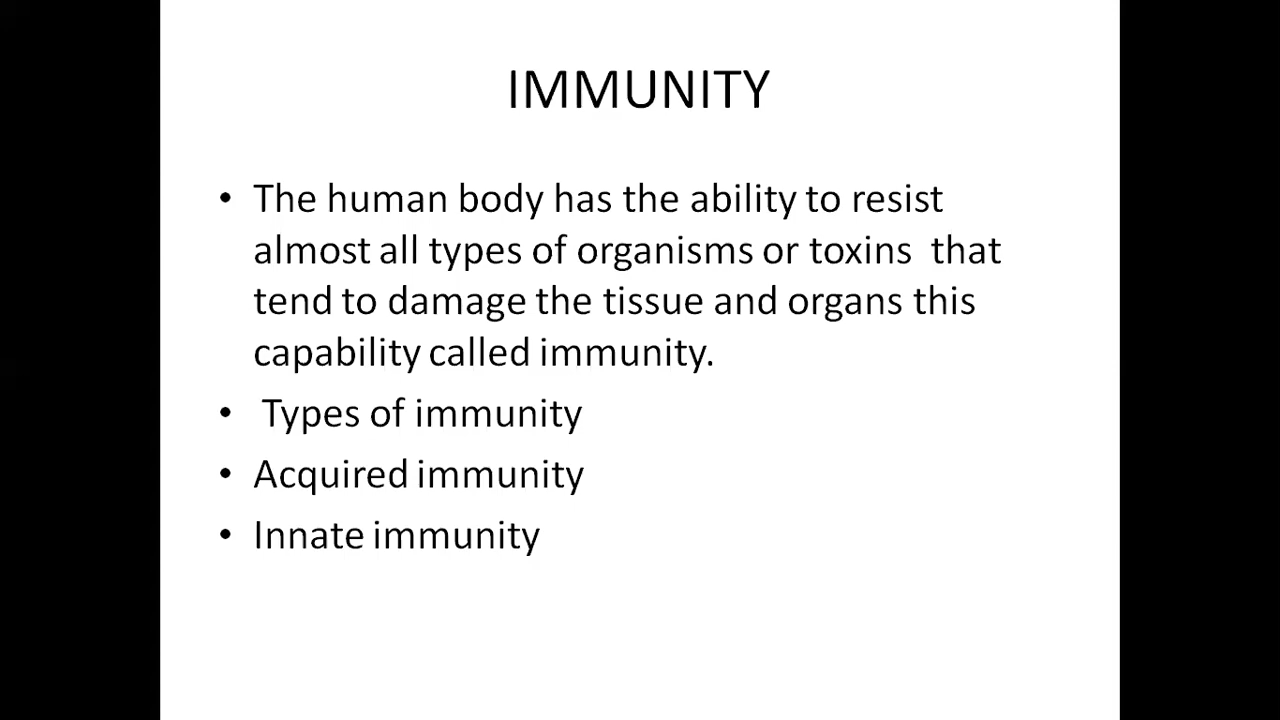 IMMUNITY
• The human body has the ability to resist
almost all types of organisms or toxins  that
tend to damage the tissue and organs this
capability called immunity.
•  Types of immunity
• Acquired immunity
• Innate immunity